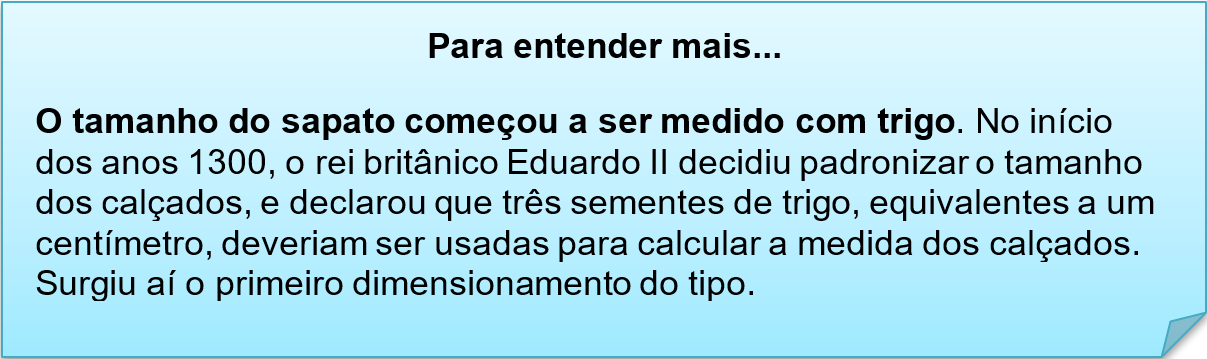 Para entender mais...
O tamanho do sapato começou a ser medido com trigo. No início
dos anos 1300, o rei britânico Eduardo II decidiu padronizar o tamanho
dos calçados, e declarou que três sementes de trigo, equivalentes a um
centímetro, deveriam ser usadas para calcular a medida dos calçados.
Surgiu aí o primeiro dimensionamento do tipo.